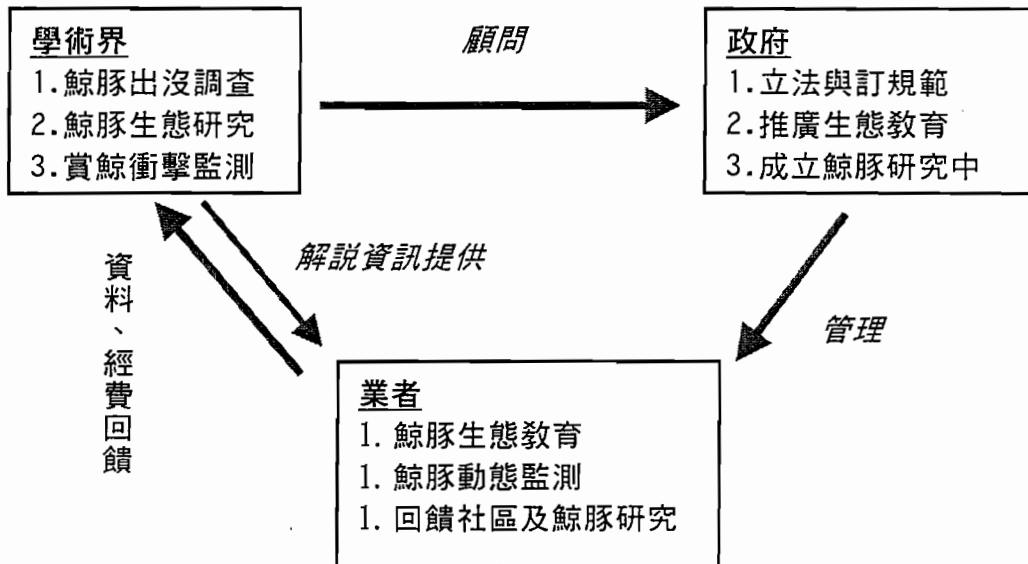 學術界
1.鯨豚出沒調查
2.鯨豚生態研究
3.賞鯨衝擊監測
顧問
政府
1.立法與訂規範
2.推廣生態教育
3.成立鯨豚研究中
解說資訊提供
資料、經費回饋
管理
業者
1. 鯨豚生態教育
1. 鯨豚動態監測
1. 回饋社區及鯨豚研究